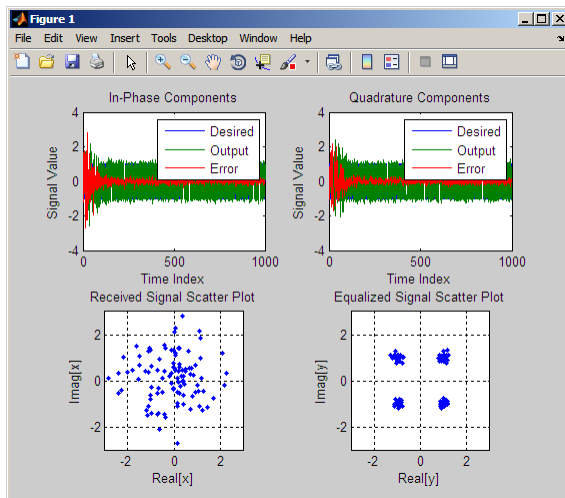 Figure 1
File Edit View Insert Tools Desktop Window Help
In-Phase Components
Quadrature Components
4
2
0
-2
-4
Signal Value
Desired
Output
Error
0 500 1000
Time Index
4
2
0
-2
-4
Signal Value
Desired
Output
Error
0 500 1000
Time Index
Received Signal Scatter Plot
Equalized Signal Scatter Plot
2
0
-2
Imag[x]
-2 0 2
Real[x]
2
0
-2
Imag[y]
-2 0 2
Real[y]